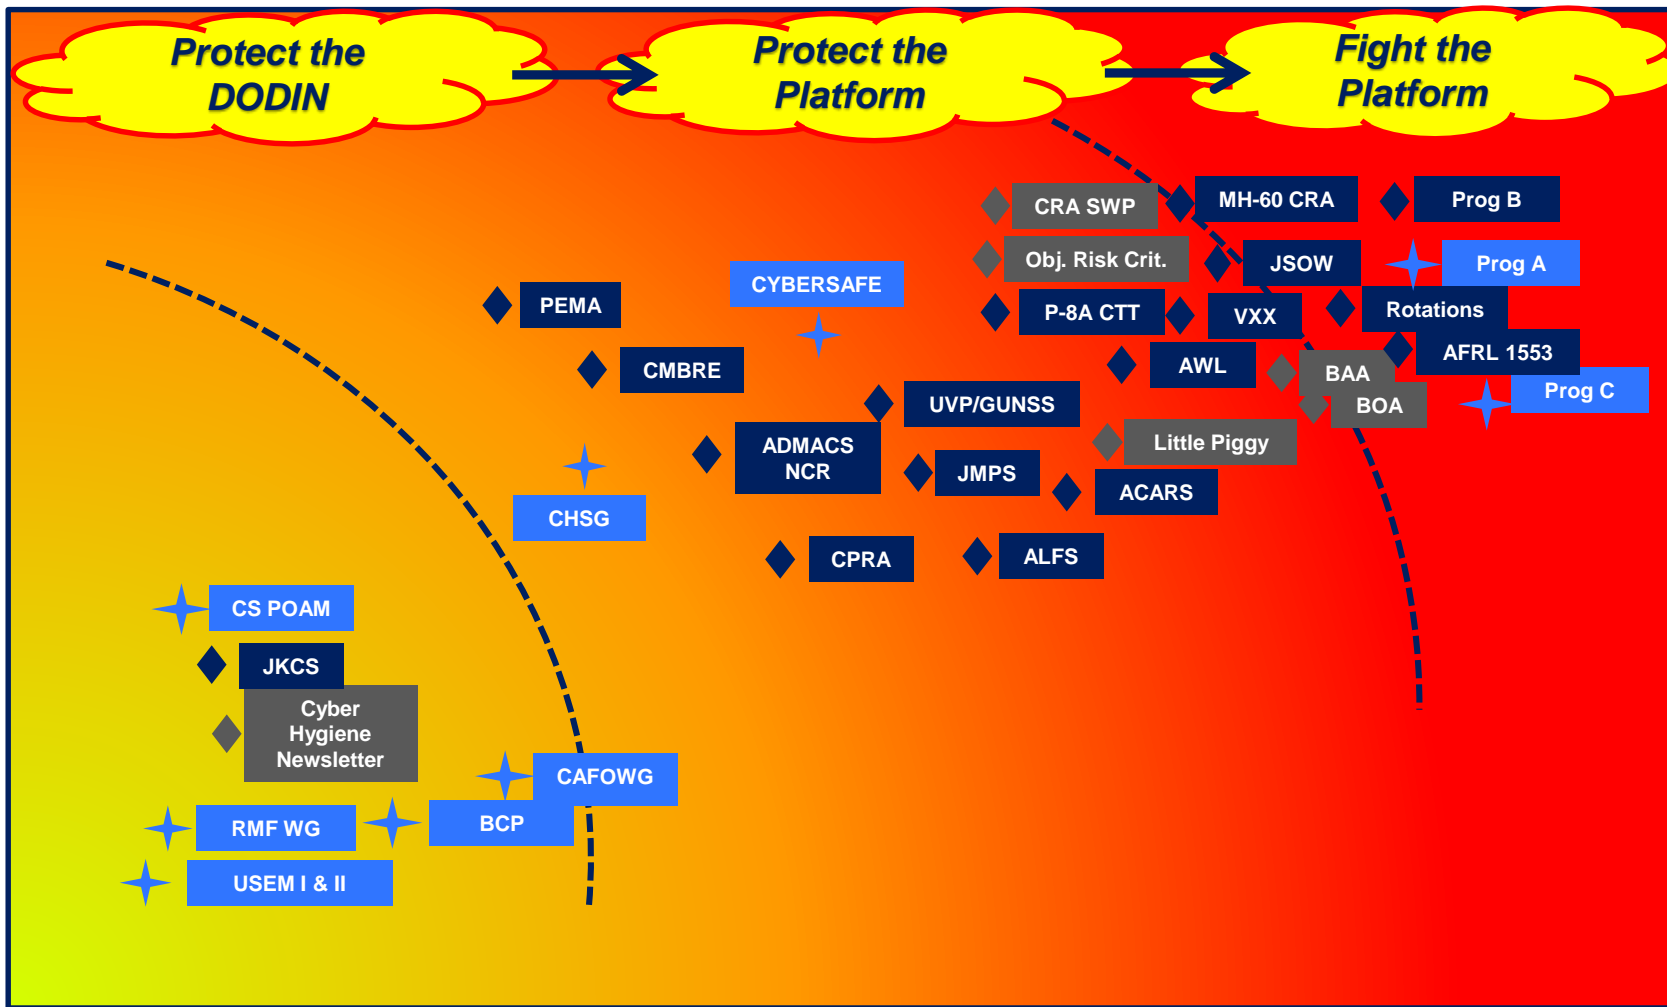 Protect the
DODIN
Protect the
Platform
Fight the
Platform
CRA SWP
MH-60 CRA
Prog B
Obj. Risk Crit.
JSOW
Prog A
CYBERSAFE
PEMA
P-8A CTT
VXX
Rotations
CMBRE
AWL
BAA
AFRL 1553
UVP/GUNSS
BOA
Prog C
ADMACS
NCR
JMPS
Little Piggy
ACARS
CHSG
CPRA
ALFS
CS POAM
JKCS
Cyber
Hygiene
Newsletter
CAFOWG
RMF WG
BCP
USEM I & II